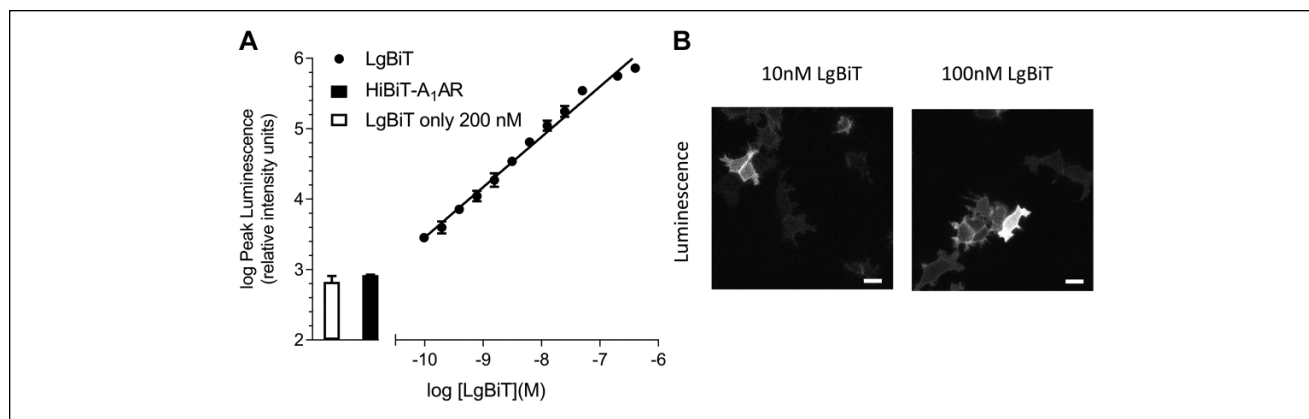 A
6
5
4
3
2
log Peak Luminescence
(relative intensity units)
LgBiT
HiBiT-A₁AR
LgBiT only 200 nM
-10 -9 -8 -7 -6
log [LgBiT](M)
B
10nM LgBiT 100nM LgBiT
Luminescence